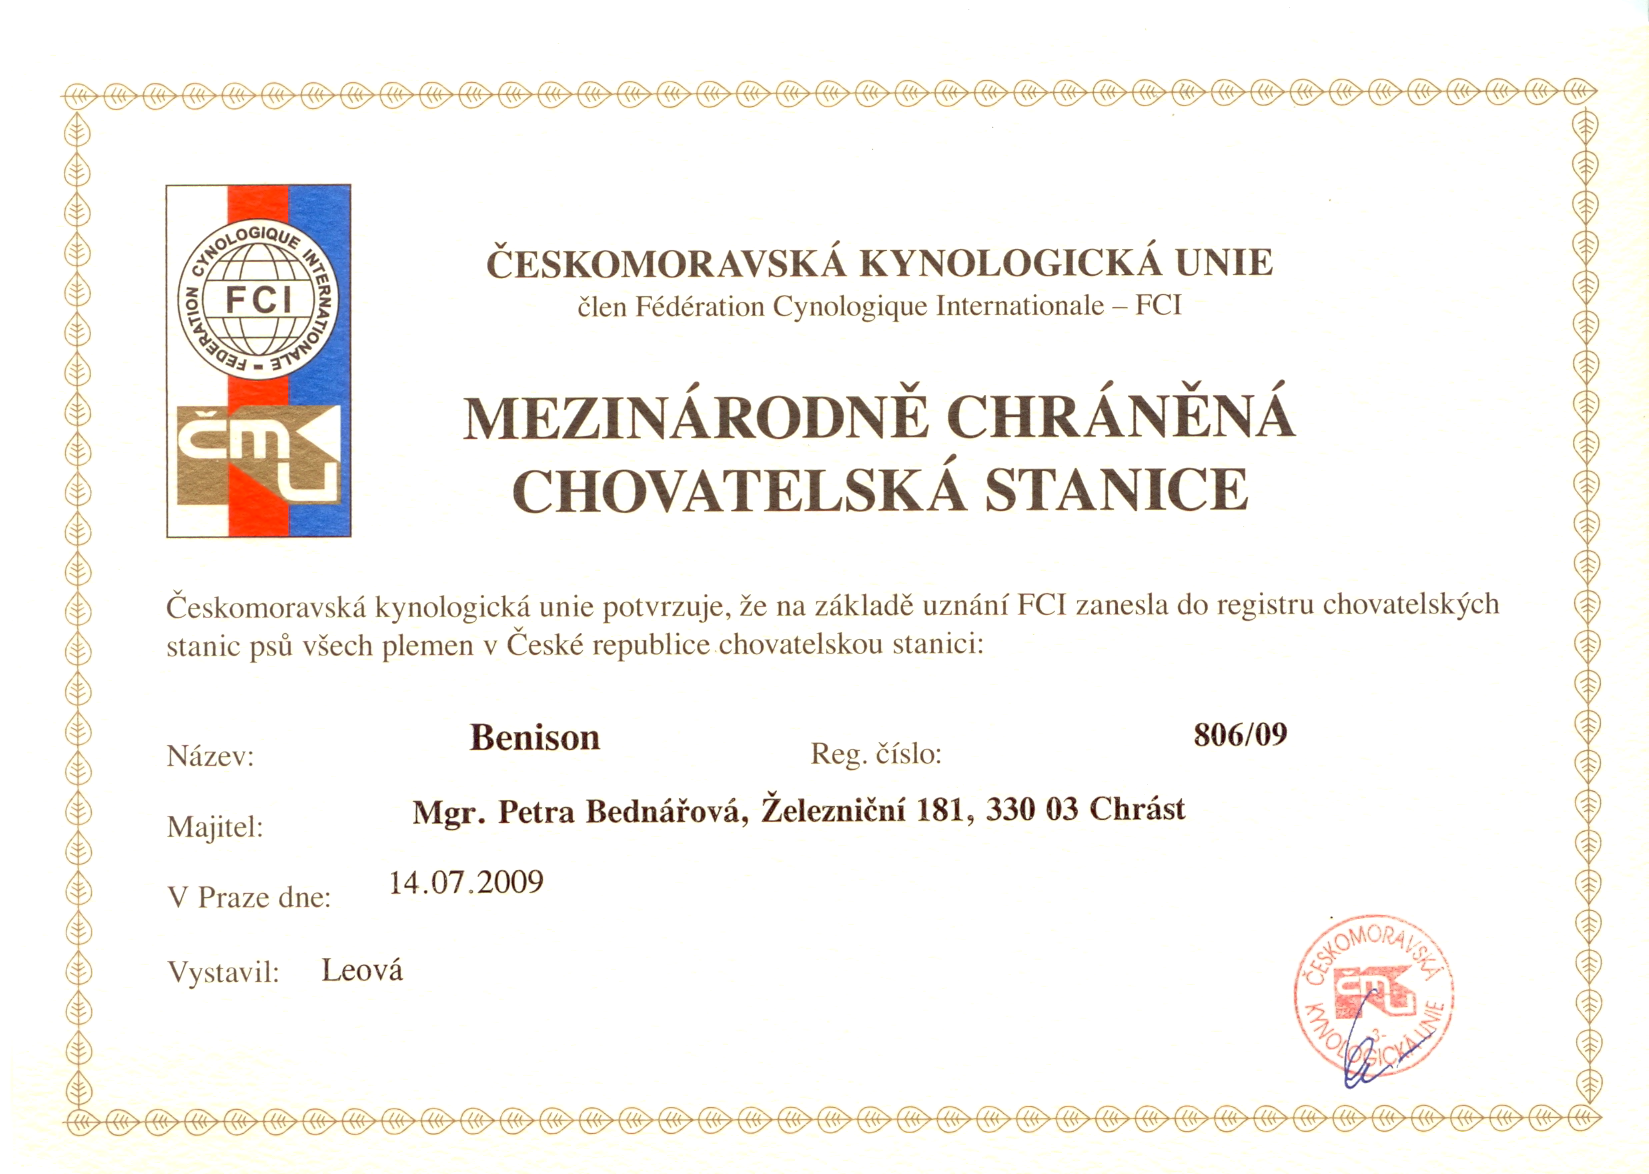 FEDERATION CYNOLOGIQUE INTERNATIONALE
FCI
čmku
ČESKOMORAVSKÁ KYNOLOGICKÁ UNIE
člen Fédération Cynologique Internationale – FCI
MEZINÁRODNĚ CHRÁNĚNÁ
CHOVATELSKÁ STANICE
Českomoravská kynologická unie potvrzuje, že na základě uznání FCI zanesla do registru chovatelských
stanic psů všech plemen v České republice chovatelskou stanici:
Název: Benison Reg. číslo: 806/09
Majitel: Mgr. Petra Bednářová, Železniční 181, 330 03 Chrást
V Praze dne: 14.07.2009
Vystavil: Leová
ČESKOMORAVSKÁ
čmku
-3-
KYNOLOGICKÁ UNIE